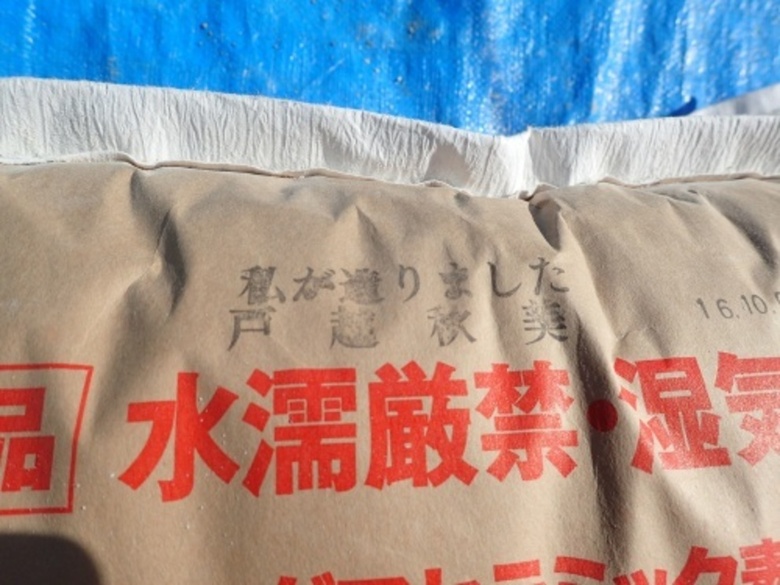 私が造りました
戸越 秋美
16.10.
品 水濡厳禁・湿気